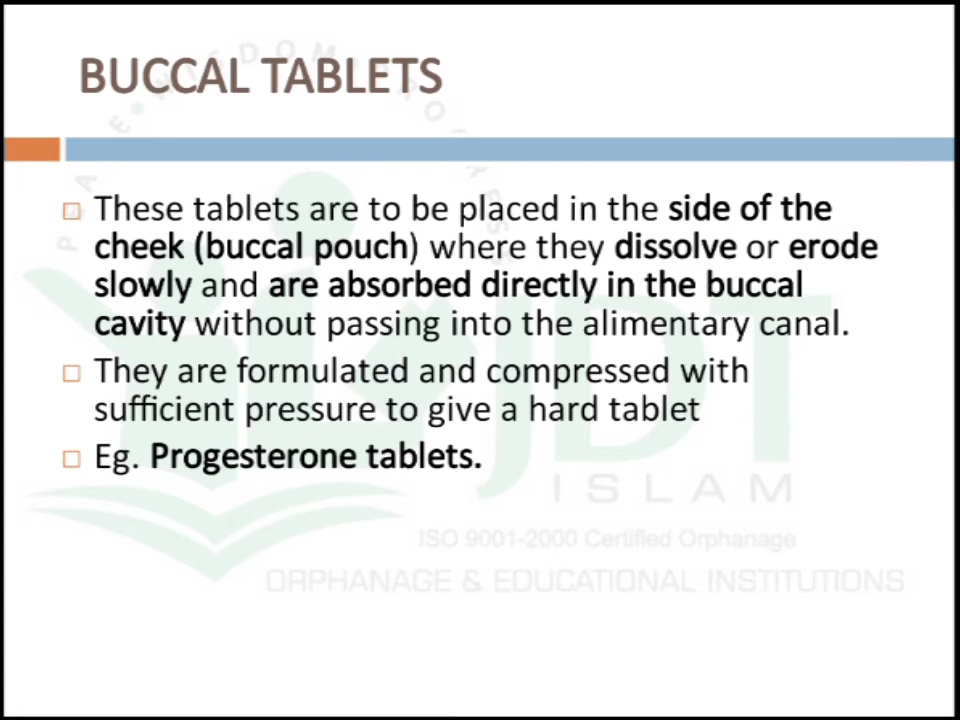 BUCCAL TABLETS
These tablets are to be placed in the side of the
cheek (buccal pouch) where they dissolve or erode
slowly and are absorbed directly in the buccal
cavity without passing into the alimentary canal.
They are formulated and compressed with
sufficient pressure to give a hard tablet
Eg. Progesterone tablets.
JDT
ISLAM
ISO 9001-2000 Certified Orphanage
ORPHANAGE & EDUCATIONAL INSTITUTIONS